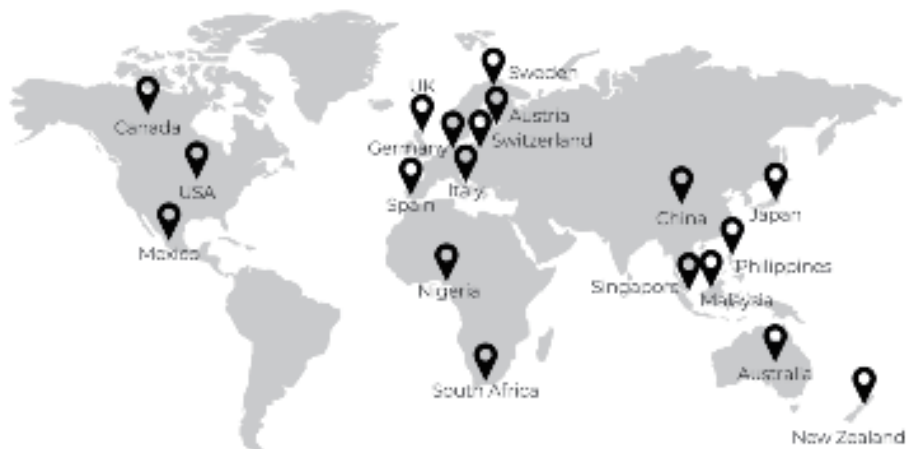 Sweden
UK
Austria
Canada
Switzerland
Germany
USA
Italy
Spain
China
Japan
Mexico
Philippines
Nigeria
Singapore
Malaysia
Australia
South Africa
New Zealand